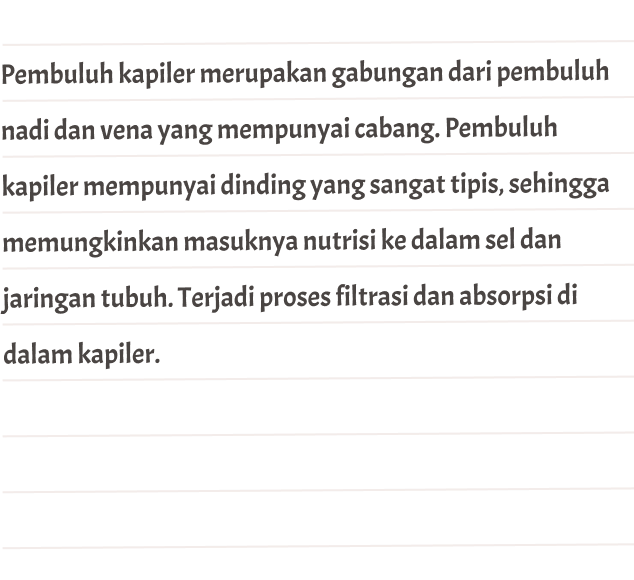 Pembuluh kapiler merupakan gabungan dari pembuluh
nadi dan vena yang mempunyai cabang. Pembuluh
kapiler mempunyai dinding yang sangat tipis, sehingga
memungkinkan masuknya nutrisi ke dalam sel dan
jaringan tubuh. Terjadi proses filtrasi dan absorpsi di
dalam kapiler.